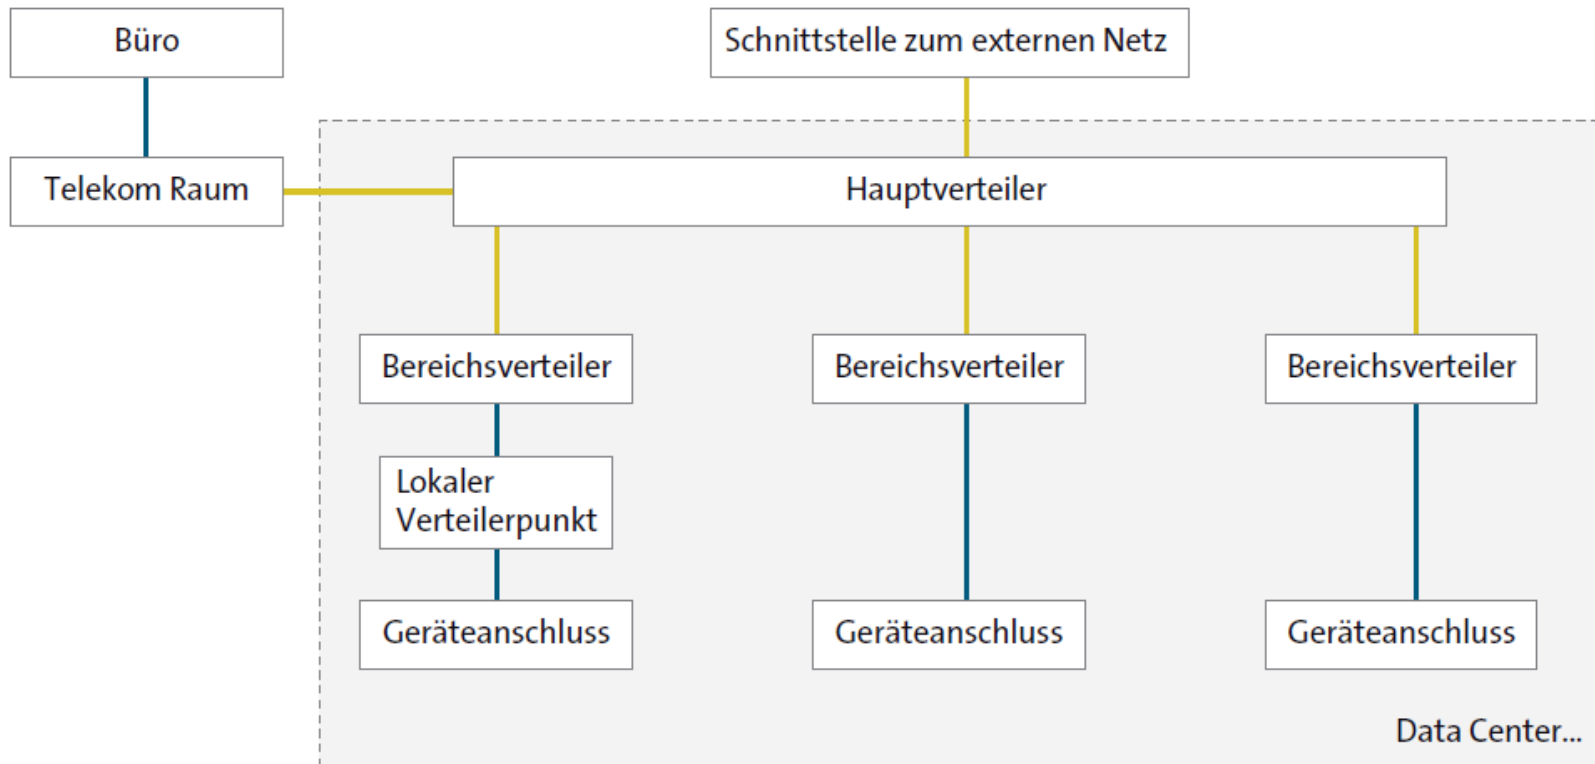 Büro
Schnittstelle zum externen Netz
Telekom Raum
Hauptverteiler
Bereichsverteiler
Bereichsverteiler
Bereichsverteiler
Lokaler
Verteilerpunkt
Geräteanschluss
Geräteanschluss
Geräteanschluss
Data Center...